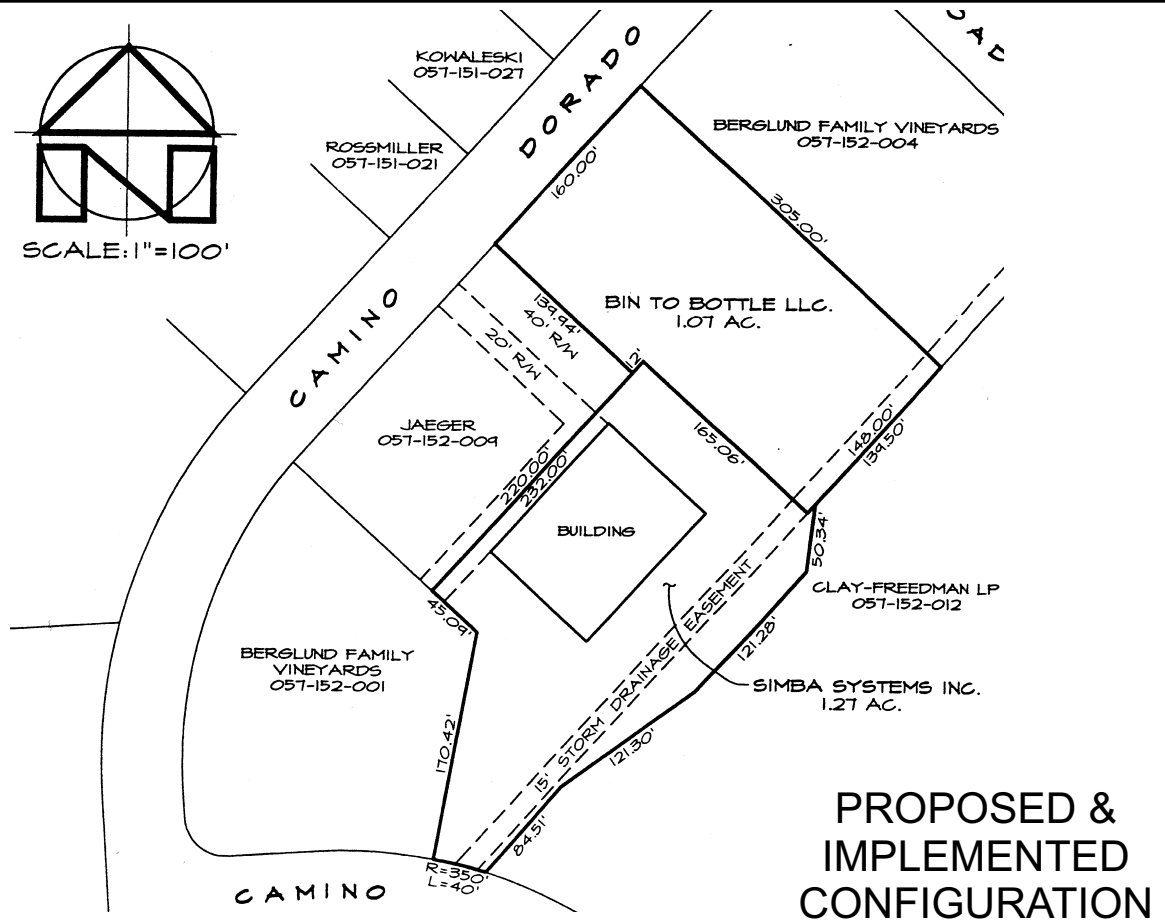 KOWALESKI
057-151-027
DORADO
OAD
ROSSMILLER
057-151-021
BERGLUND FAMILY VINEYARDS
057-152-004
N
SCALE: 1"=100'
160.00'
305.00'
CAMINO
139.94'
40' R/W
20' R/W
BIN TO BOTTLE LLC.
1.07 AC.
12'
JAEGER
057-152-009
165.06'
148.00'
139.50'
220.00'
232.00'
BUILDING
50.34'
CLAY-FREEDMAN LP
057-152-012
45.09'
121.28'
BERGLUND FAMILY
VINEYARDS
057-152-001
15' STORM DRAINAGE EASEMENT
SIMBA SYSTEMS INC.
1.27 AC.
170.42'
121.30'
84.51'
R=350'
L=40'
CAMINO
PROPOSED &
IMPLEMENTED
CONFIGURATION